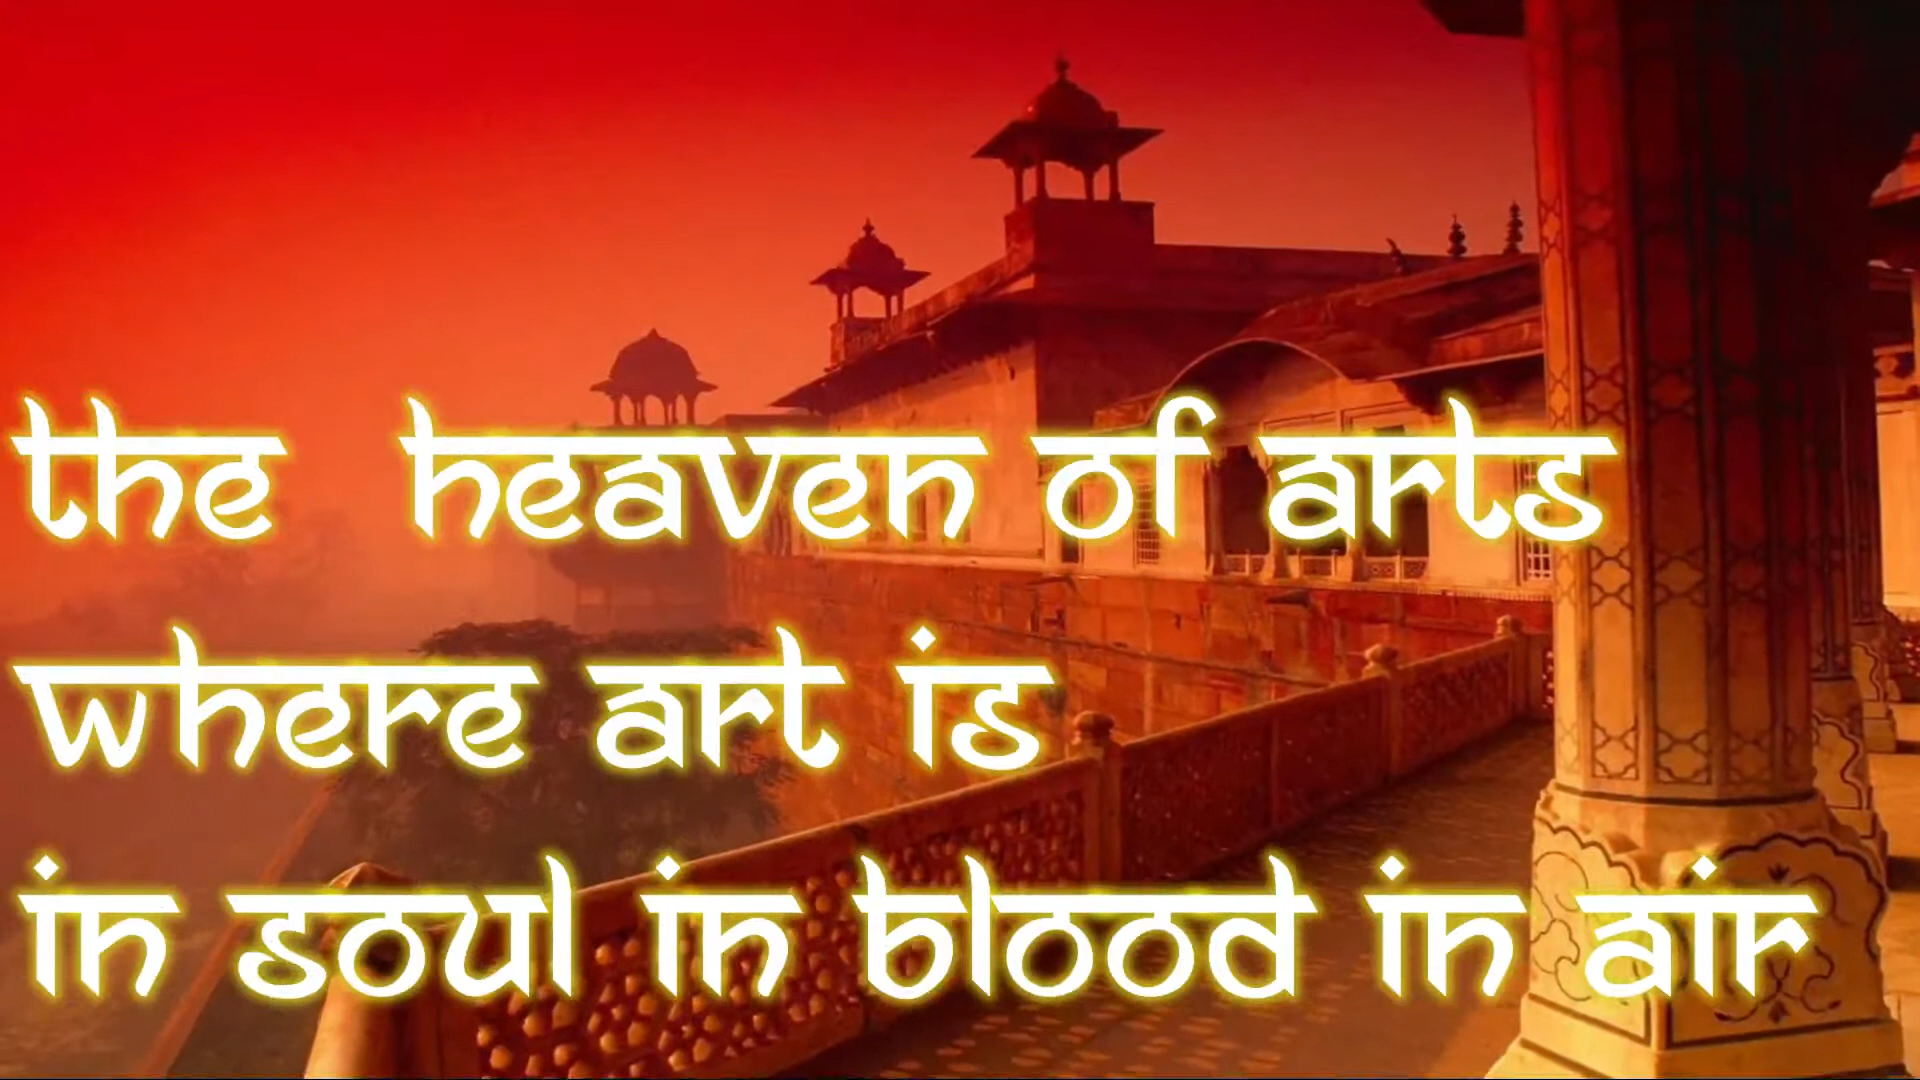 the heaven of arts
where art is
in soul in blood in air